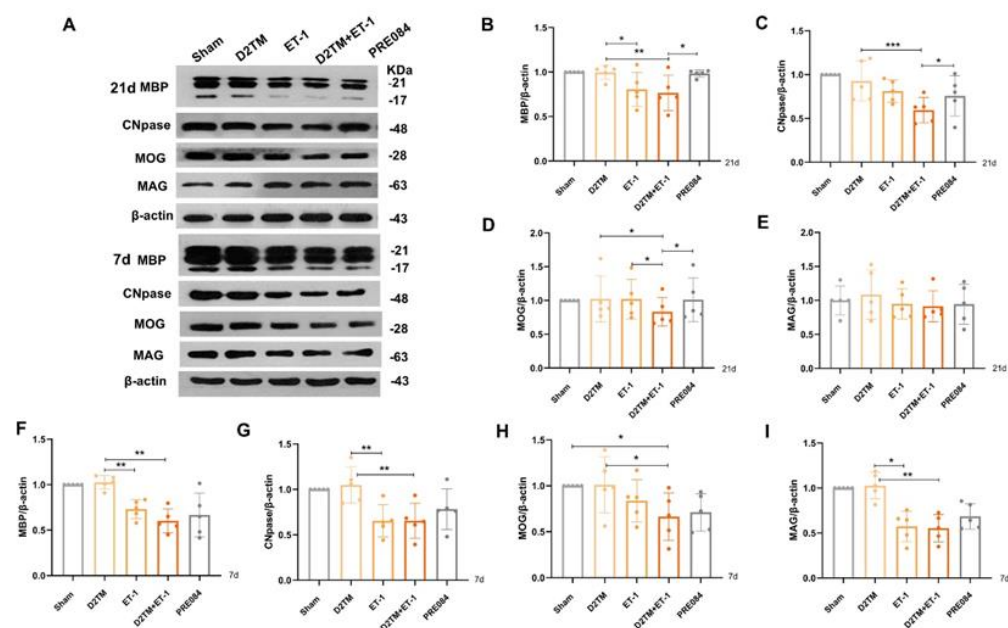 A
Sham D2TM ET-1 D2TM+ET-1 PRE084
KDa
21d MBP -21
-17
CNpase -48
MOG -28
MAG -63
β-actin -43
7d MBP -21
-17
CNpase -48
MOG -28
MAG -63
β-actin -43
B
MBP/β-actin
1.5
1.0
0.5
0.0
* ** *
Sham D2TM ET-1 D2TM+ET-1 PRE084
21d
C
CNpase/β-actin
1.5
1.0
0.5
0.0
*** *
Sham D2TM ET-1 D2TM+ET-1 PRE084
21d
D
MOG/β-actin
2.0
1.5
1.0
0.5
0.0
* * *
Sham D2TM ET-1 D2TM+ET-1 PRE084
21d
E
MAG/β-actin
2.0
1.5
1.0
0.5
0.0
Sham D2TM ET-1 D2TM+ET-1 PRE084
21d
F
MBP/β-actin
1.5
1.0
0.5
0.0
** **
Sham D2TM ET-1 D2TM+ET-1 PRE084
7d
G
CNpase/β-actin
1.5
1.0
0.5
0.0
** **
Sham D2TM ET-1 D2TM+ET-1 PRE084
7d
H
MOG/β-actin
1.5
1.0
0.5
0.0
* *
Sham D2TM ET-1 D2TM+ET-1 PRE084
7d
I
MAG/β-actin
1.5
1.0
0.5
0.0
* **
Sham D2TM ET-1 D2TM+ET-1 PRE084
7d